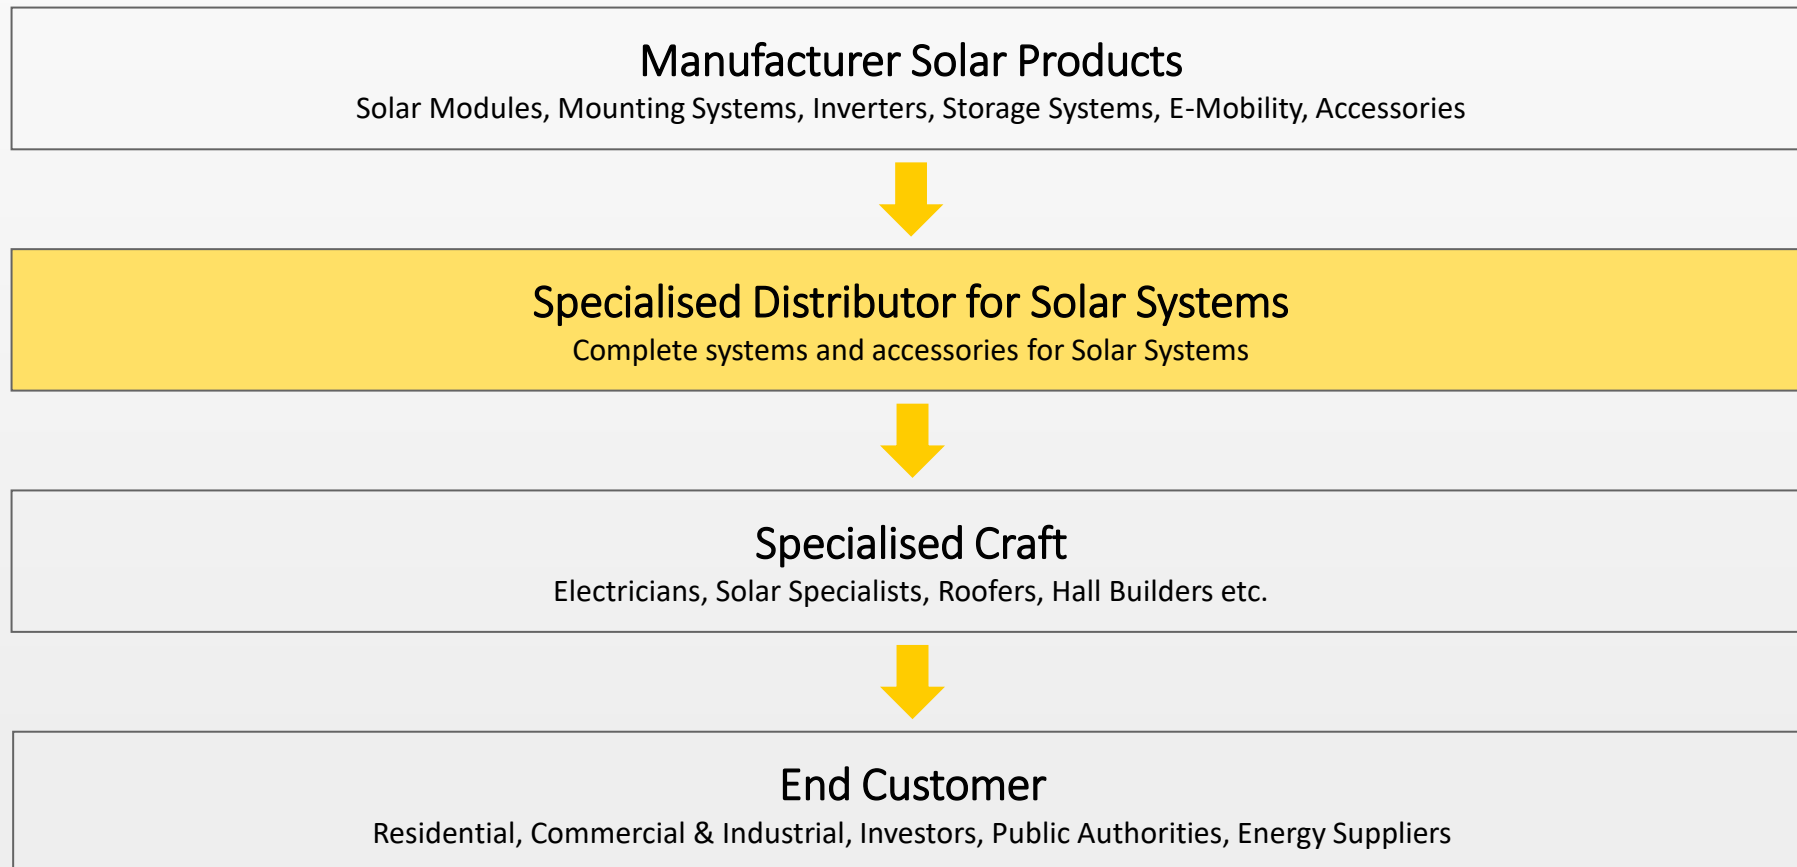 Manufacturer Solar Products
Solar Modules, Mounting Systems, Inverters, Storage Systems, E-Mobility, Accessories
Specialised Distributor for Solar Systems
Complete systems and accessories for Solar Systems
Specialised Craft
Electricians, Solar Specialists, Roofers, Hall Builders etc.
End Customer
Residential, Commercial & Industrial, Investors, Public Authorities, Energy Suppliers